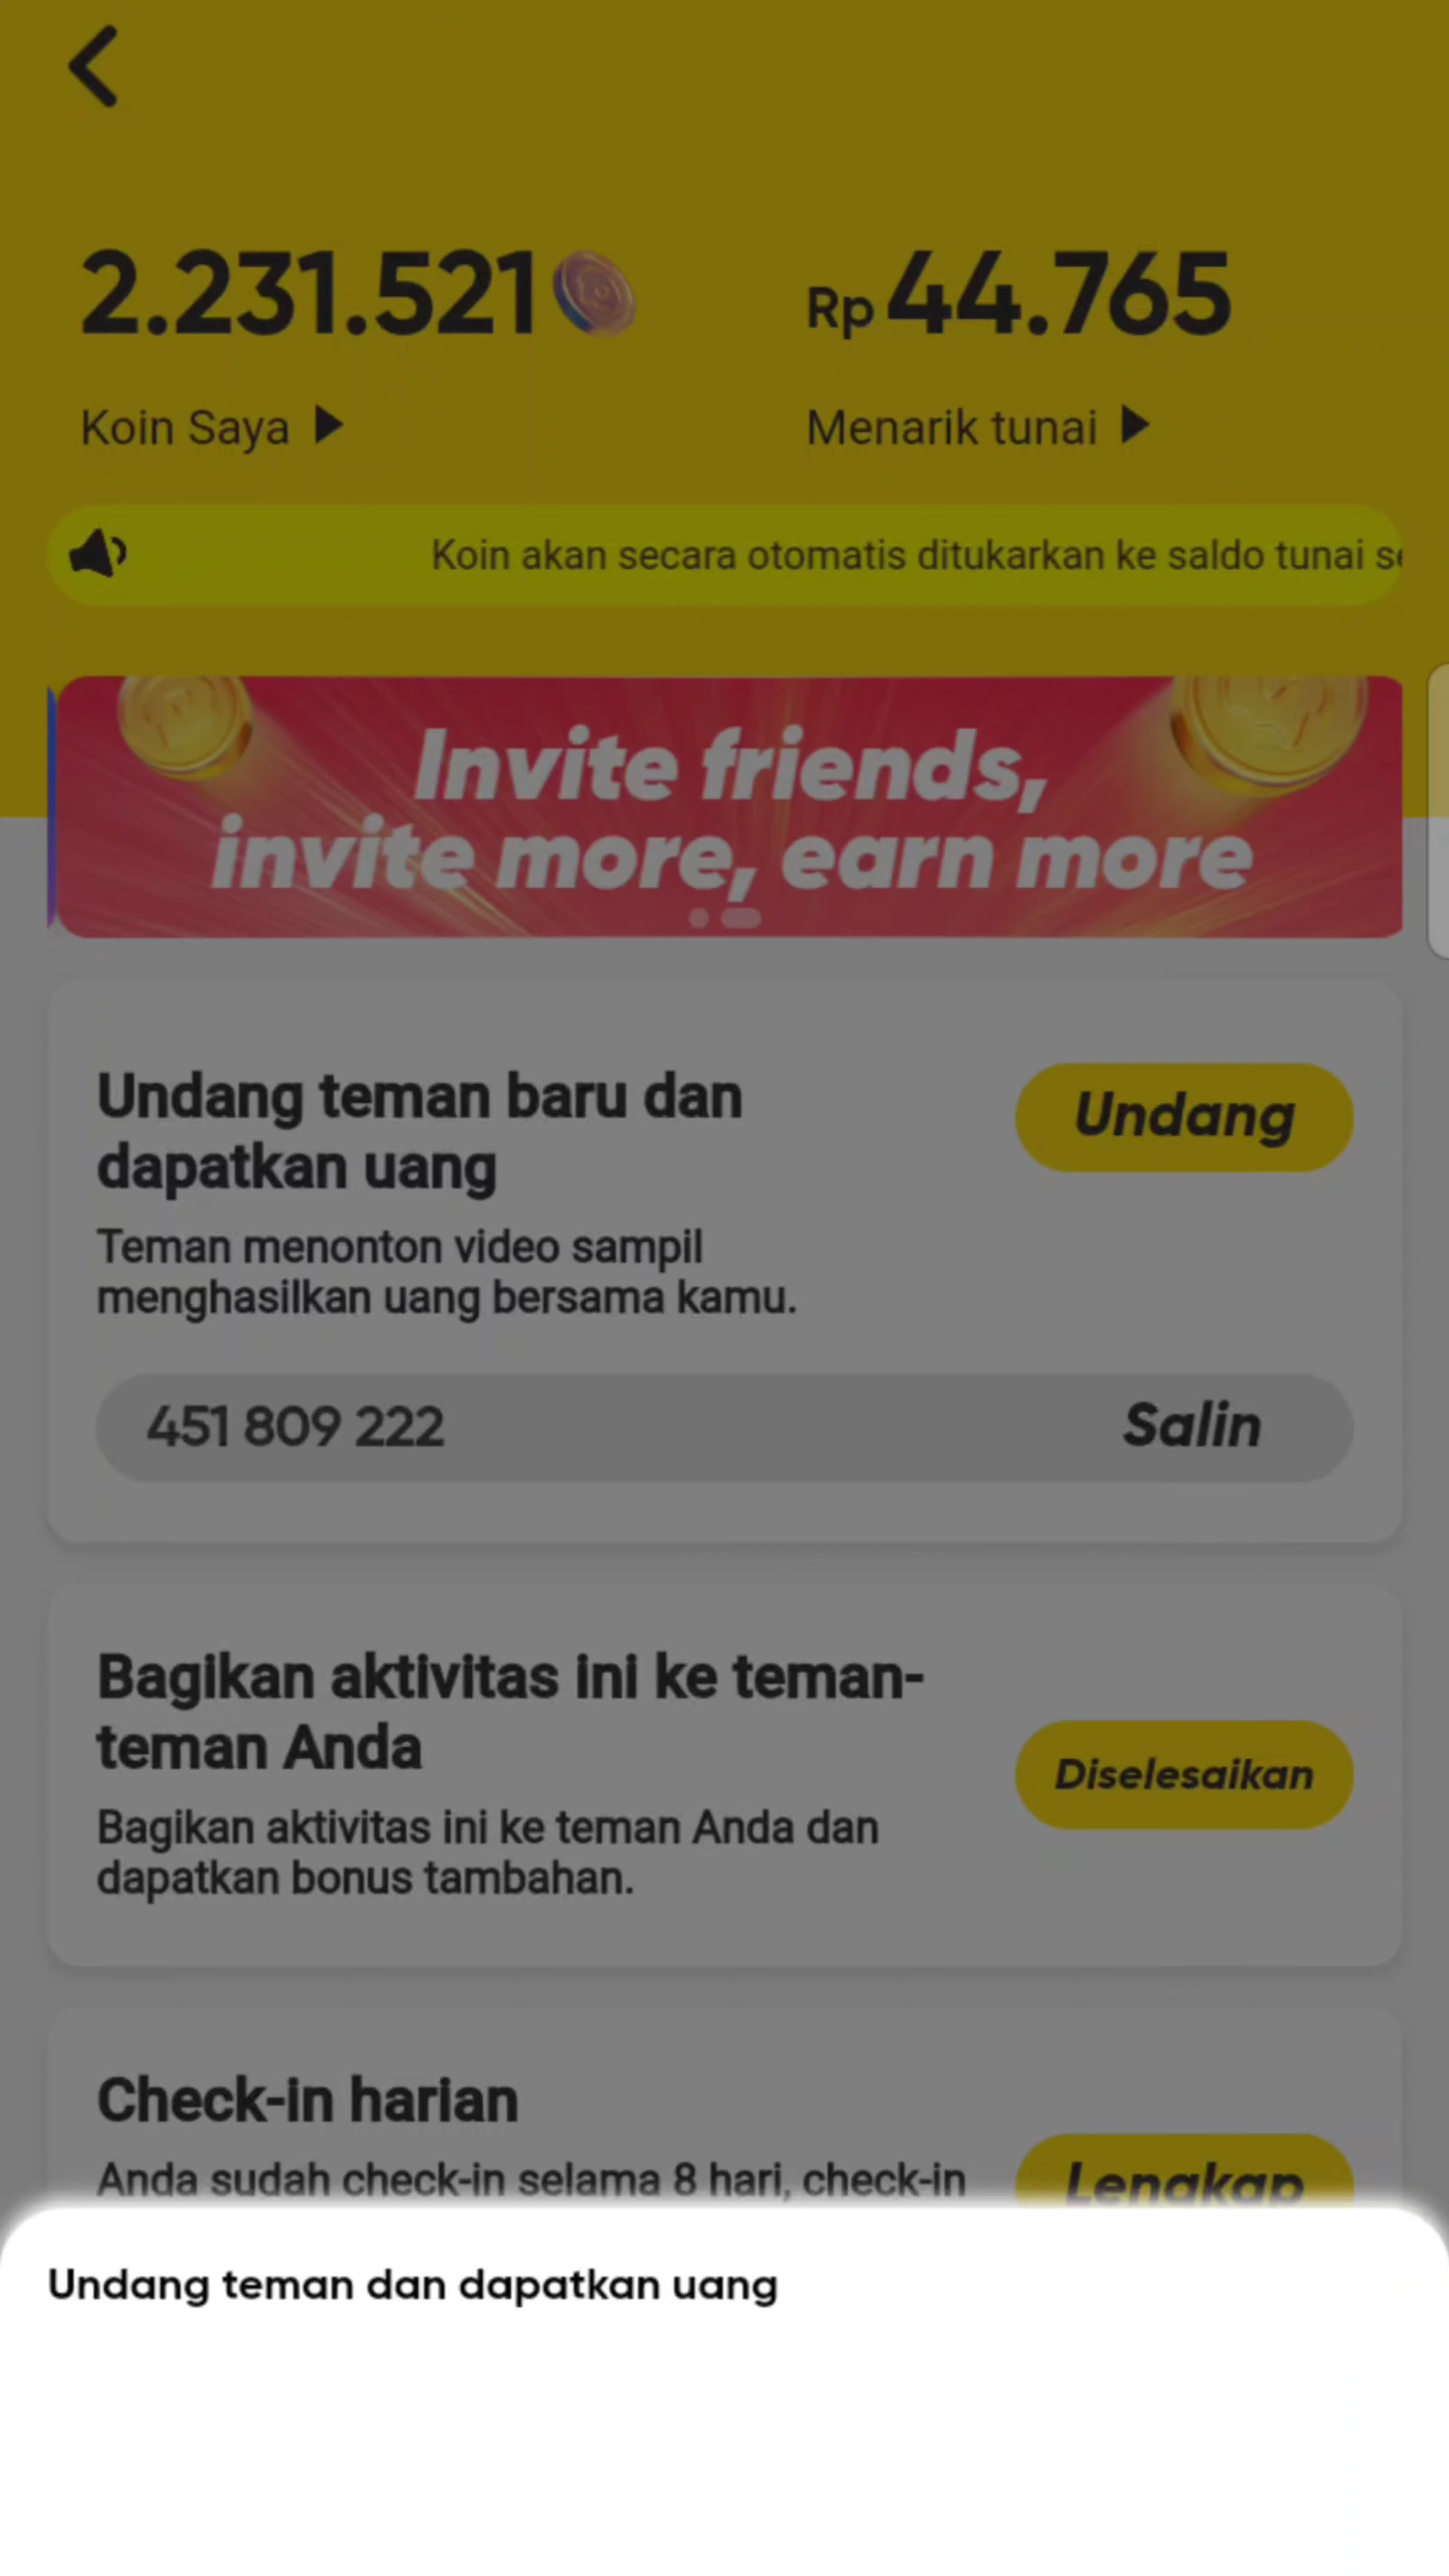 2.231.521
Rp 44.765
Koin Saya
Menarik tunai
Koin akan secara otomatis ditukarkan ke saldo tunai
Invite friends,
invite more, earn more
Undang teman baru dan
dapatkan uang
Undang
Teman menonton video sampil
menghasilkan uang bersama kamu.
451 809 222
Salin
Bagikan aktivitas ini ke teman-
teman Anda
Diselesaikan
Bagikan aktivitas ini ke teman Anda dan
dapatkan bonus tambahan.
Check-in harian
Anda sudah check-in selama 8 hari, check-in
Lengkap
Undang teman dan dapatkan uang